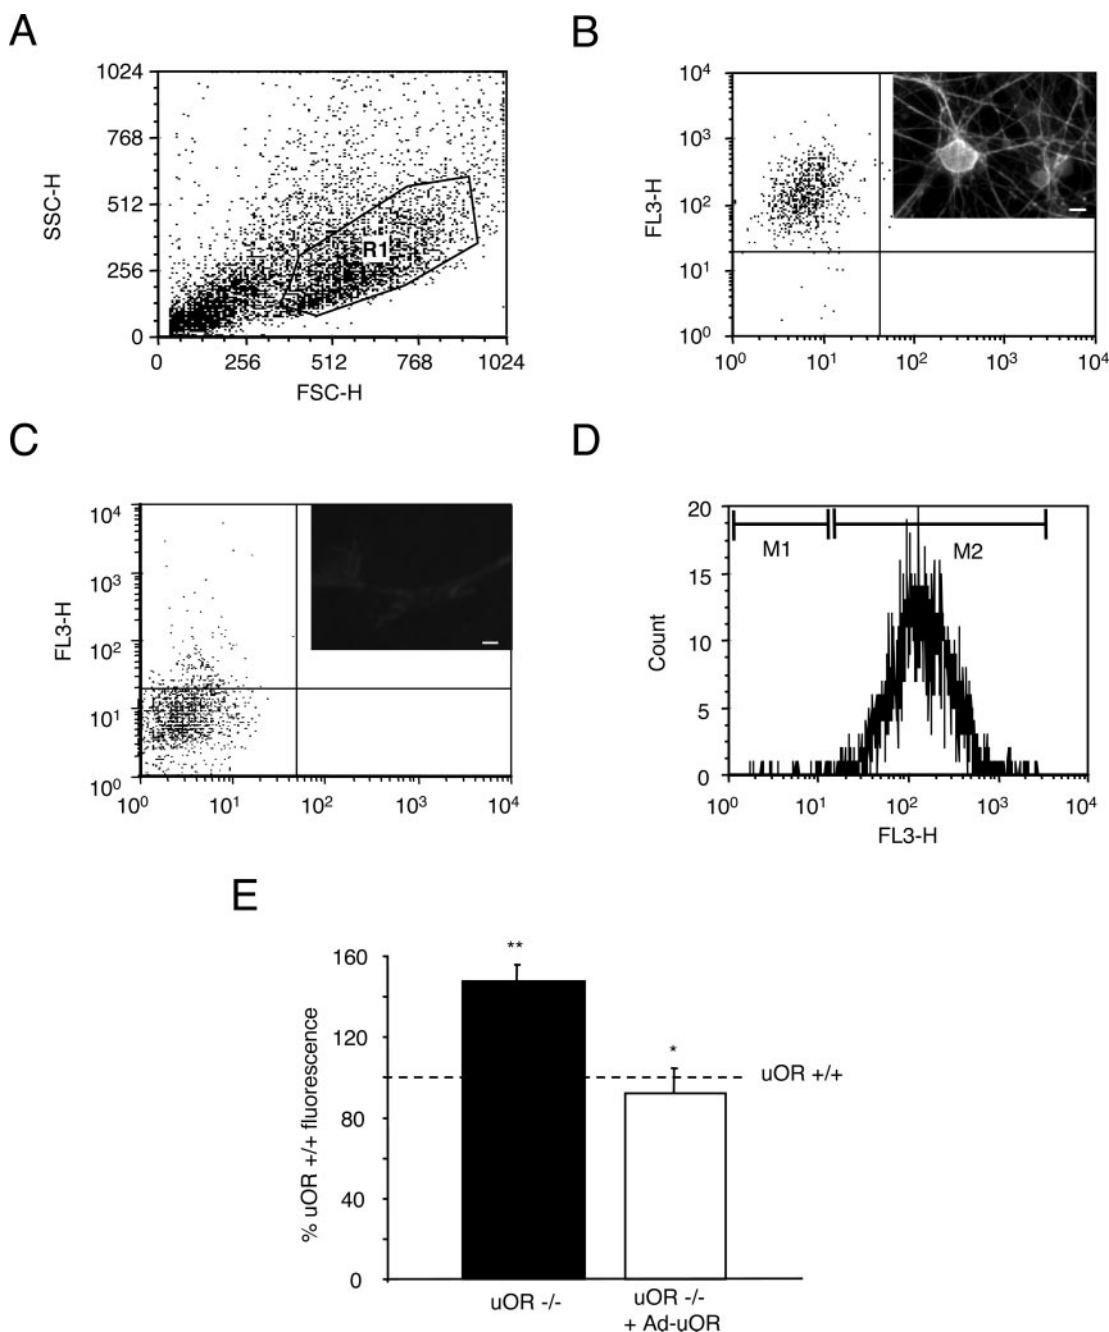 A
1024
768
512
256
0
SSC-H
R1
0 256 512 768 1024
FSC-H
B
10⁴
10³
10²
10¹
10⁰
FL3-H
10⁰ 10¹ 10² 10³ 10⁴
C
10⁴
10³
10²
10¹
10⁰
FL3-H
10⁰ 10¹ 10² 10³ 10⁴
D
20
15
10
5
0
Count
M1 M2
10⁰ 10¹ 10² 10³ 10⁴
FL3-H
E
160
120
80
40
0
% uOR +/+ fluorescence
**
*
uOR +/+
uOR -/-
uOR -/-
+ Ad-uOR